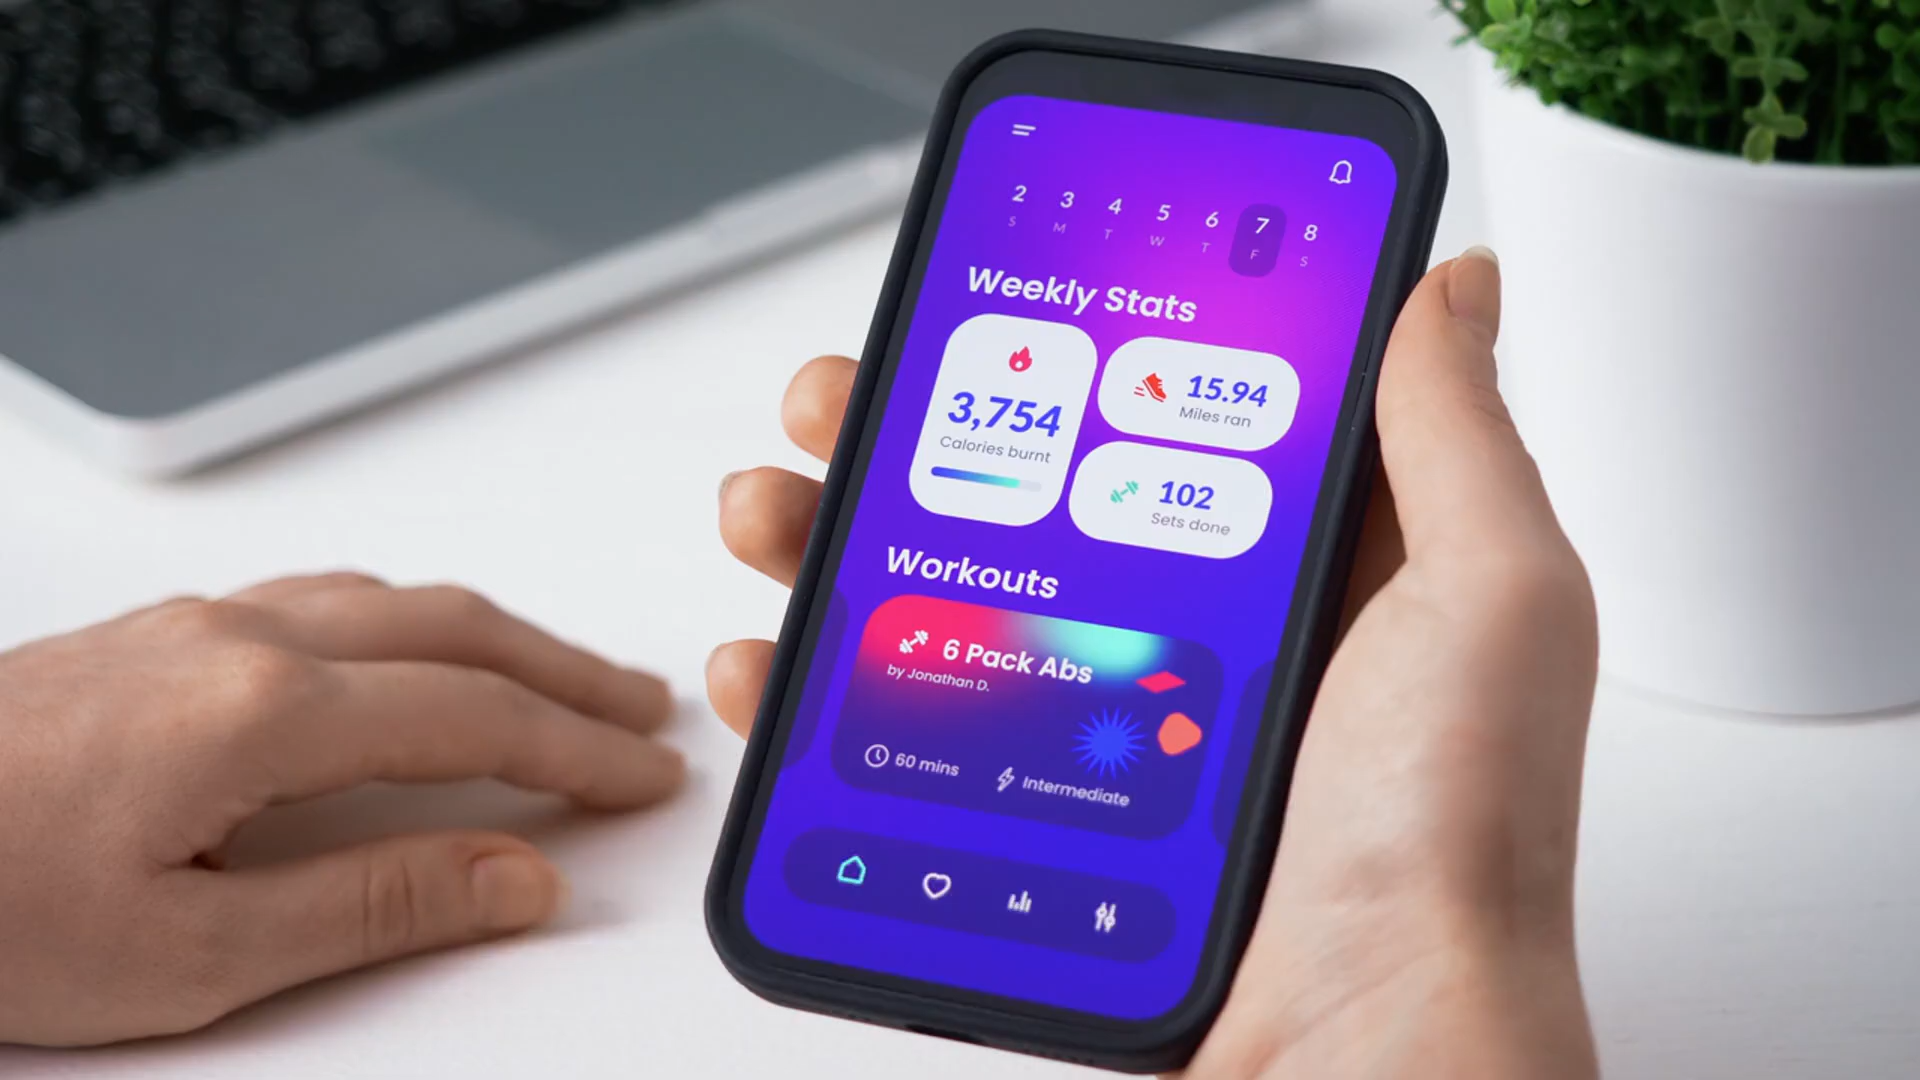 2 3 4 5 6 7 8
S M T W T F S
Weekly Stats
3,754
Calories burnt
15.94
Miles ran
102
Sets done
Workouts
6 Pack Abs
by Jonathan D.
60 mins
Intermediate